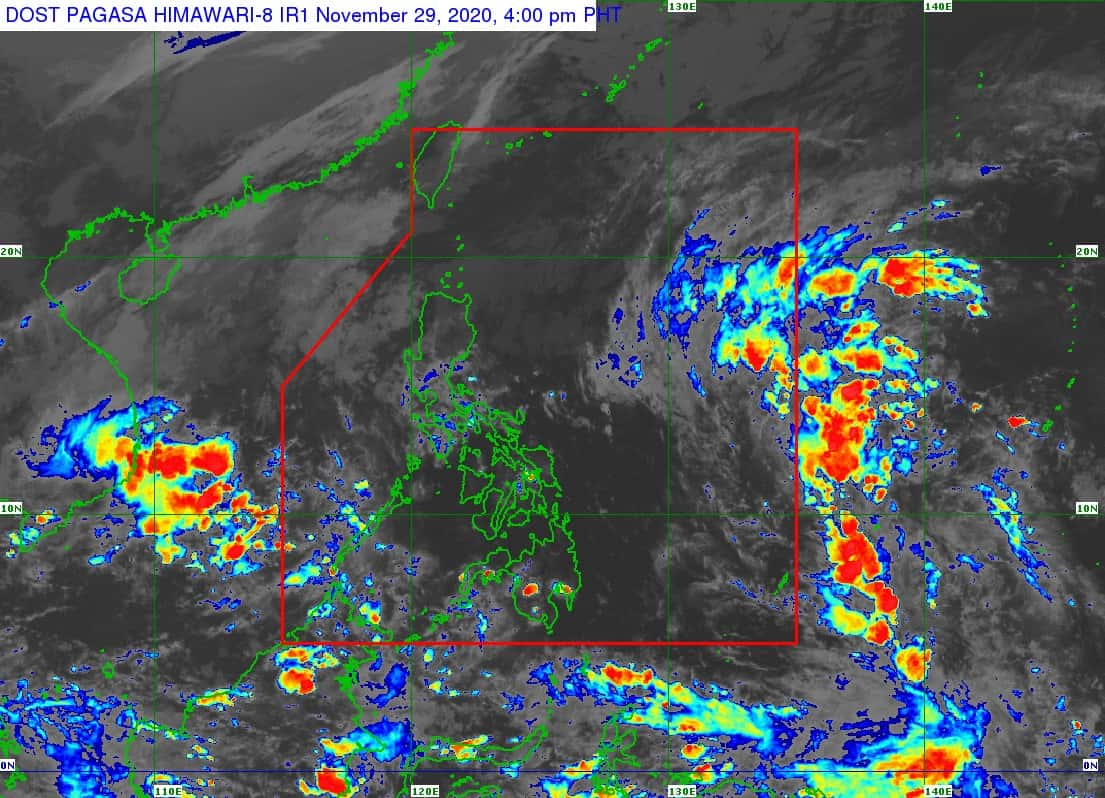 DOST PAGASA HIMAWARI-8 IR1 November 29, 2020, 4:00 pm PHT
130E
140E
20N
20N
10N
10N
0N
0N
110E
120E
130E
140E